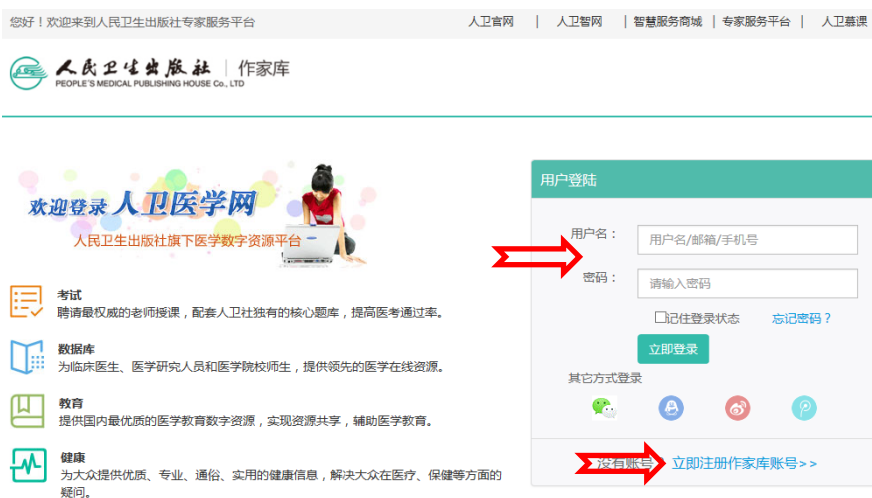 您好！欢迎来到人民卫生出版社专家服务平台
人卫官网 | 人卫智网 | 智慧服务商城 | 专家服务平台 | 人卫慕课
人民卫生出版社 | 作家库
PEOPLE'S MEDICAL PUBLISHING HOUSE Co., LTD
欢迎登录人卫医学网
人民卫生出版社旗下医学数字资源平台
考试
聘请最权威的老师授课，配套人卫社独有的核心题库，提高医考通过率。
数据库
为临床医生、医学研究人员和医学院校师生，提供领先的医学在线资源。
教育
提供国内最优质的医学教育数字资源，实现资源共享，辅助医学教育。
健康
为大众提供优质、专业、通俗、实用的健康信息，解决大众在医疗、保健等方面的
疑问。
用户登陆
用户名： 用户名/邮箱/手机号
密码： 请输入密码
记住登录状态 忘记密码？
立即登录
其它方式登录
没有账号 立即注册作家库账号>>